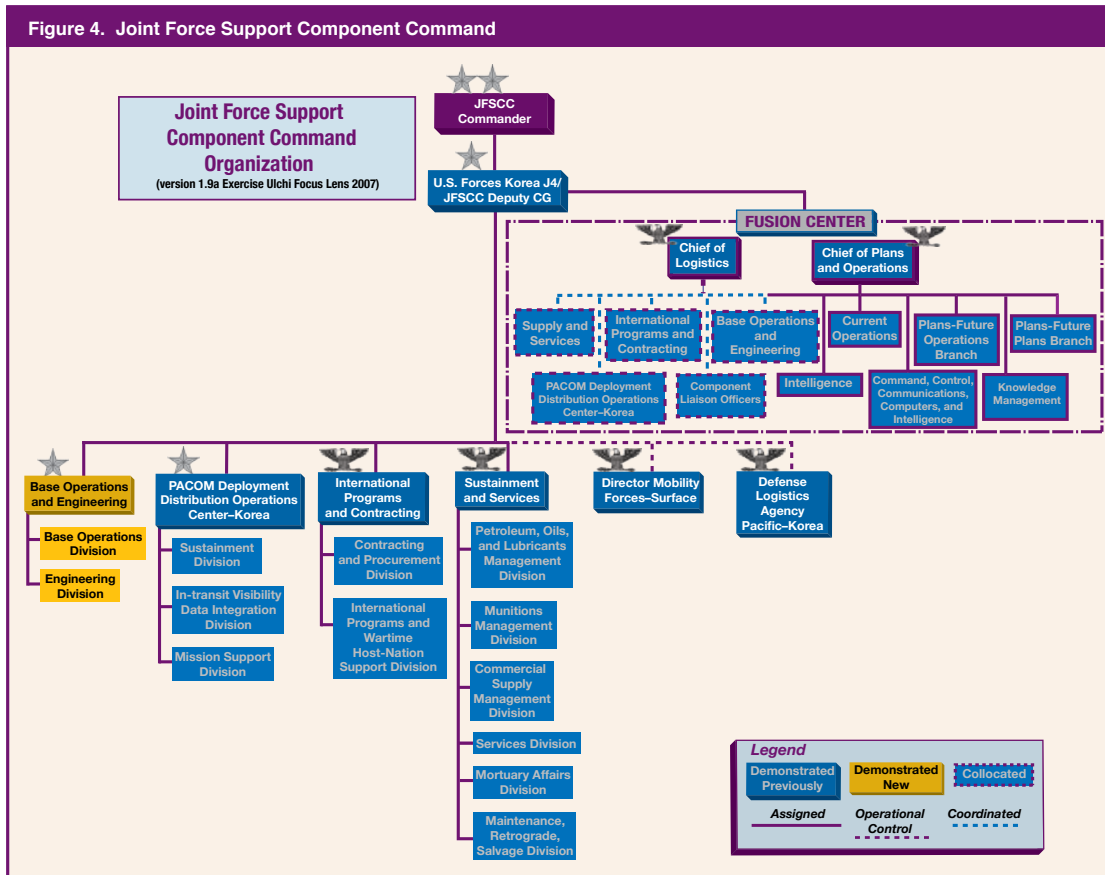 Figure 4. Joint Force Support Component Command
Joint Force Support
Component Command
Organization
(version 1.9a Exercise Ulchi Focus Lens 2007)
JFSCC
Commander
U.S. Forces Korea J4/
JFSCC Deputy CG
FUSION CENTER
Chief of
Logistics
Chief of Plans
and Operations
Supply and
Services
International
Programs and
Contracting
Base Operations
and
Engineering
Current
Operations
Plans-Future
Operations
Branch
Plans-Future
Plans Branch
PACOM Deployment
Distribution Operations
Center–Korea
Component
Liaison Officers
Intelligence
Command, Control,
Communications,
Computers, and
Intelligence
Knowledge
Management
Base Operations
and Engineering
PACOM Deployment
Distribution Operations
Center–Korea
International
Programs
and Contracting
Sustainment
and Services
Director Mobility
Forces–Surface
Defense
Logistics
Agency
Pacific–Korea
Base Operations
Division
Engineering
Division
Sustainment
Division
In-transit Visibility
Data Integration
Division
Mission Support
Division
Contracting
and Procurement
Division
International
Programs and
Wartime
Host-Nation
Support Division
Petroleum, Oils,
and Lubricants
Management
Division
Munitions
Management
Division
Commercial
Supply
Management
Division
Services Division
Mortuary Affairs
Division
Maintenance,
Retrograde,
Salvage Division
Legend
Demonstrated
Previously
Demonstrated
New
Collocated
Assigned
Operational
Control
Coordinated